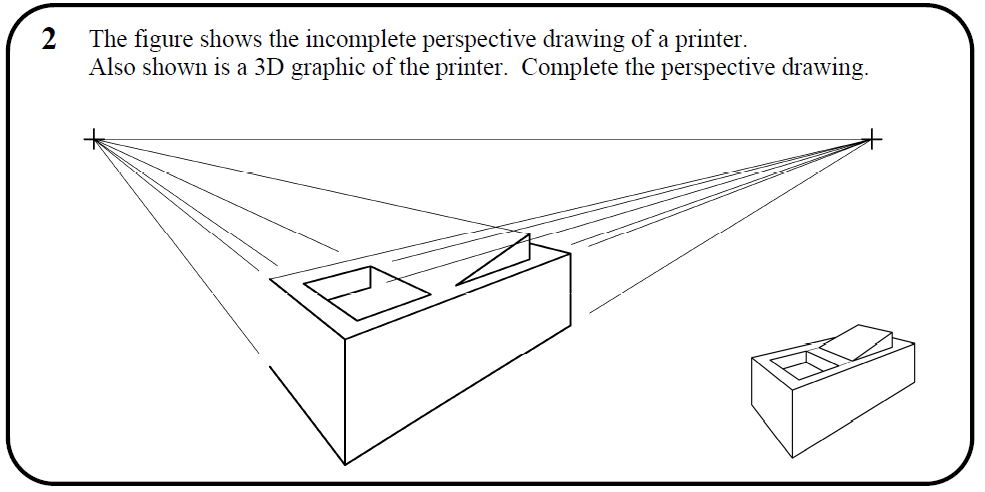 2 The figure shows the incomplete perspective drawing of a printer.
Also shown is a 3D graphic of the printer. Complete the perspective drawing.